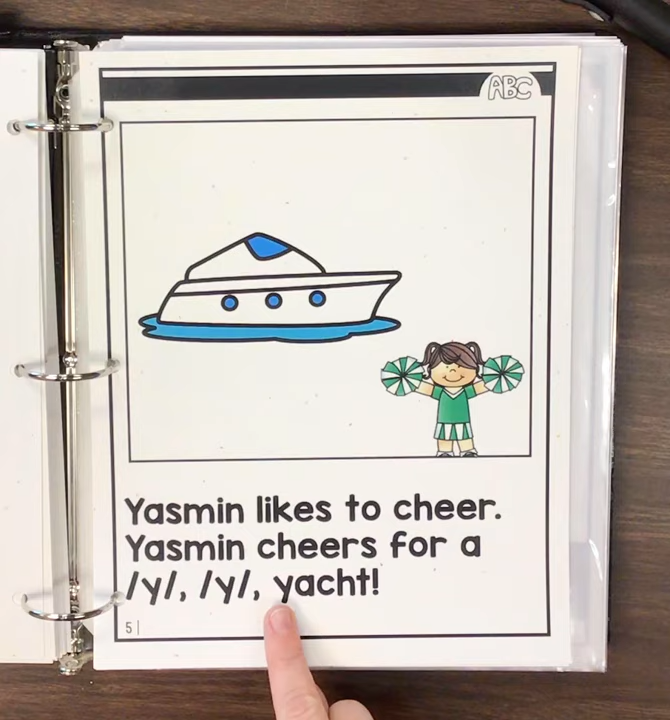 ABC
Yasmin likes to cheer.
Yasmin cheers for a
/y/, /y/, yacht!
5|